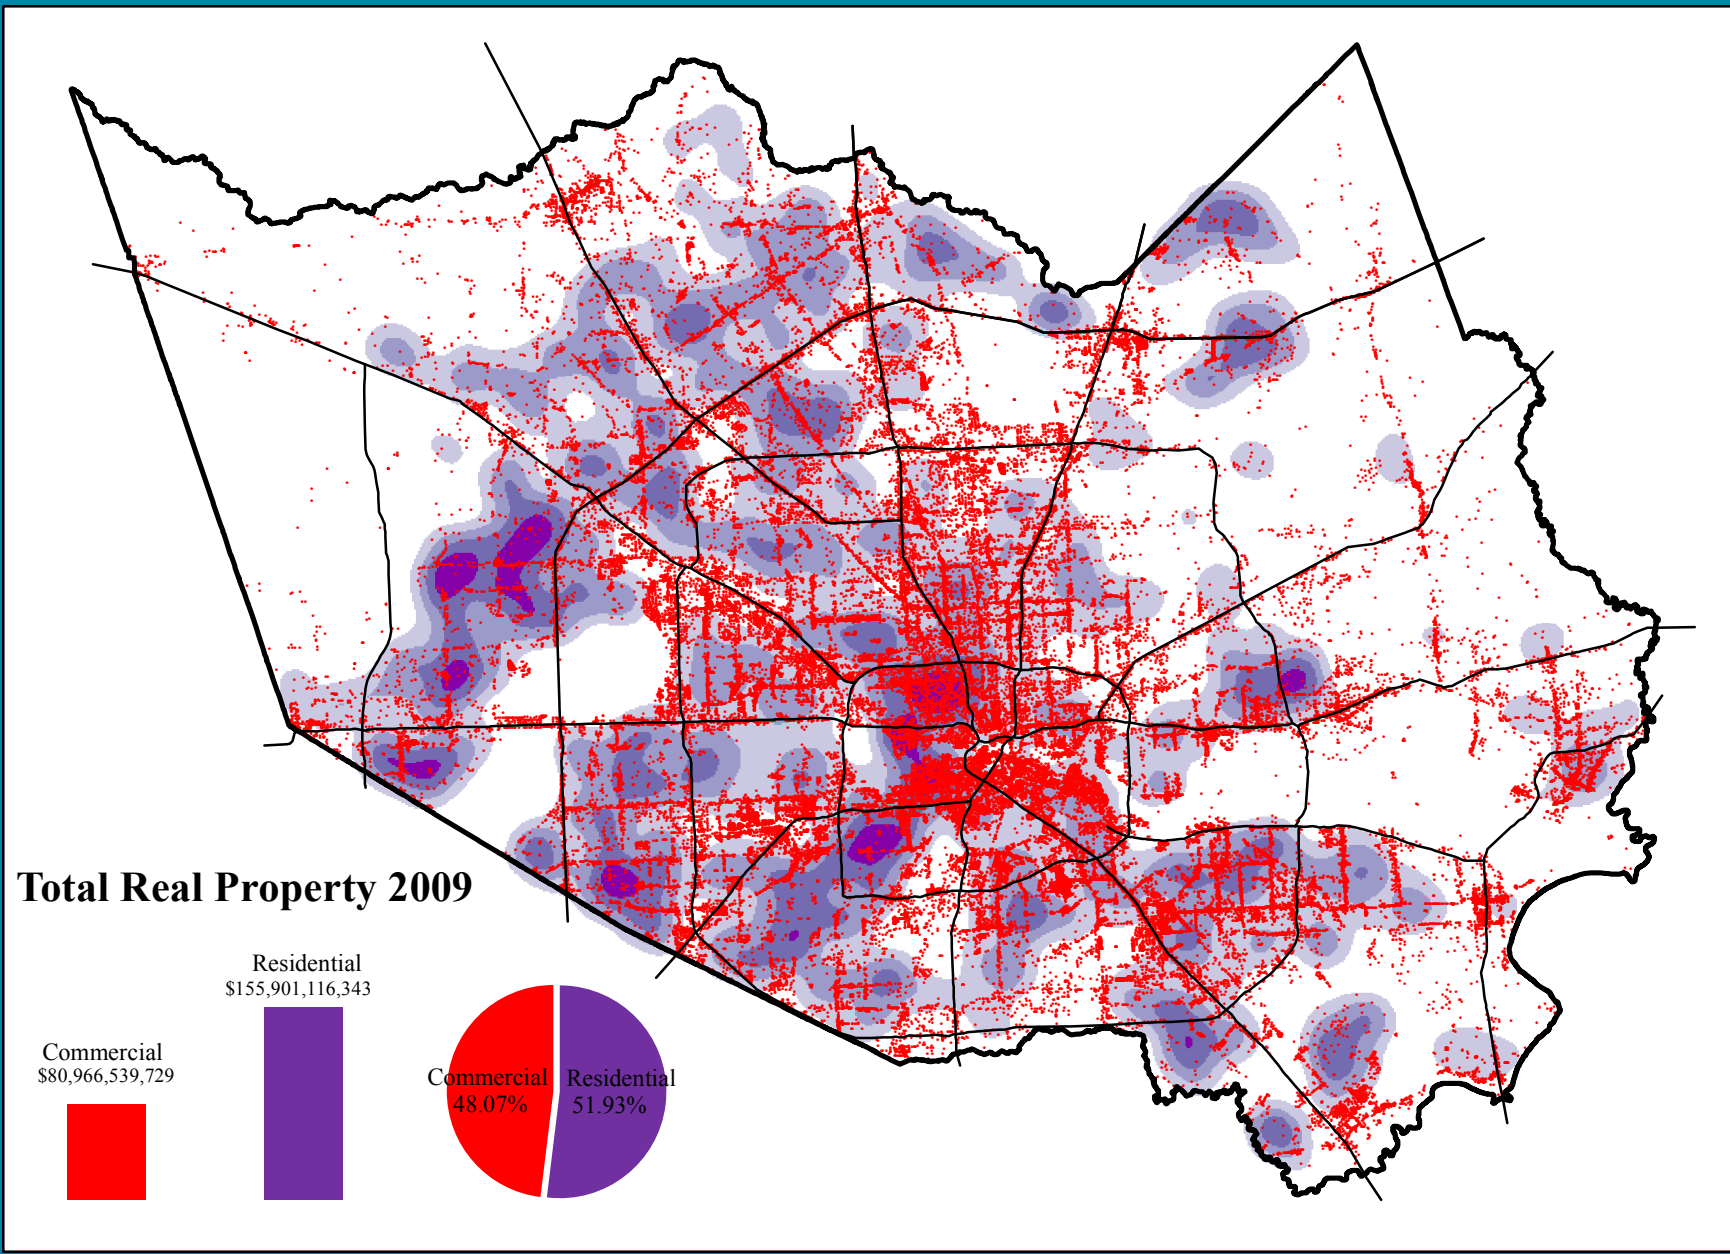 Total Real Property 2009
Residential
$155,901,116,343
Commercial
$80,966,539,729
Commercial
48.07%
Residential
51.93%